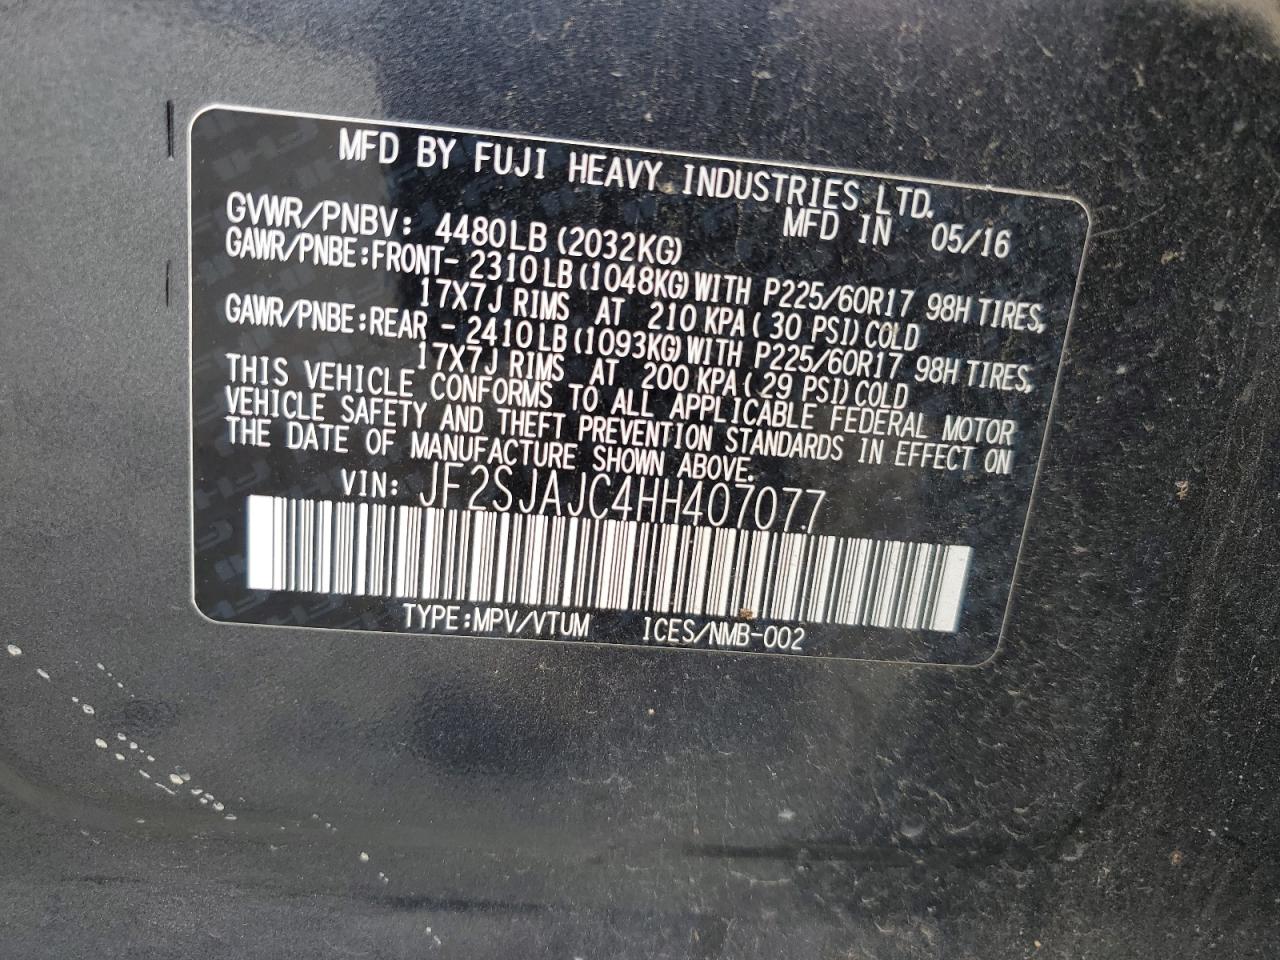 MFD BY FUJI HEAVY INDUSTRIES LTD.
MFD IN 05/16
GVWR/PNBV: 4480LB (2032KG)
GAWR/PNBE:FRONT- 2310LB (1048KG) WITH P225/60R17 98H TIRES,
17X7J RIMS AT 210 KPA ( 30 PSI) COLD
GAWR/PNBE:REAR - 2410LB (1093KG) WITH P225/60R17 98H TIRES,
17X7J RIMS AT 200 KPA ( 29 PSI) COLD
THIS VEHICLE CONFORMS TO ALL APPLICABLE FEDERAL MOTOR
VEHICLE SAFETY AND THEFT PREVENTION STANDARDS IN EFFECT ON
THE DATE OF MANUFACTURE SHOWN ABOVE.
VIN: JF2SJAJC4HH407077
TYPE:MPV/VTUM ICES/NMB-002